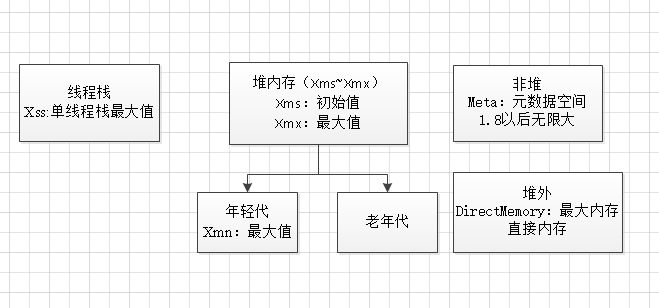 线程栈
Xss:单线程栈最大值
堆内存（Xms~Xmx）
Xms：初始值
Xmx：最大值
非堆
Meta：元数据空间
1.8以后无限大
年轻代
Xmn：最大值
老年代
堆外
DirectMemory：最大内存
直接内存